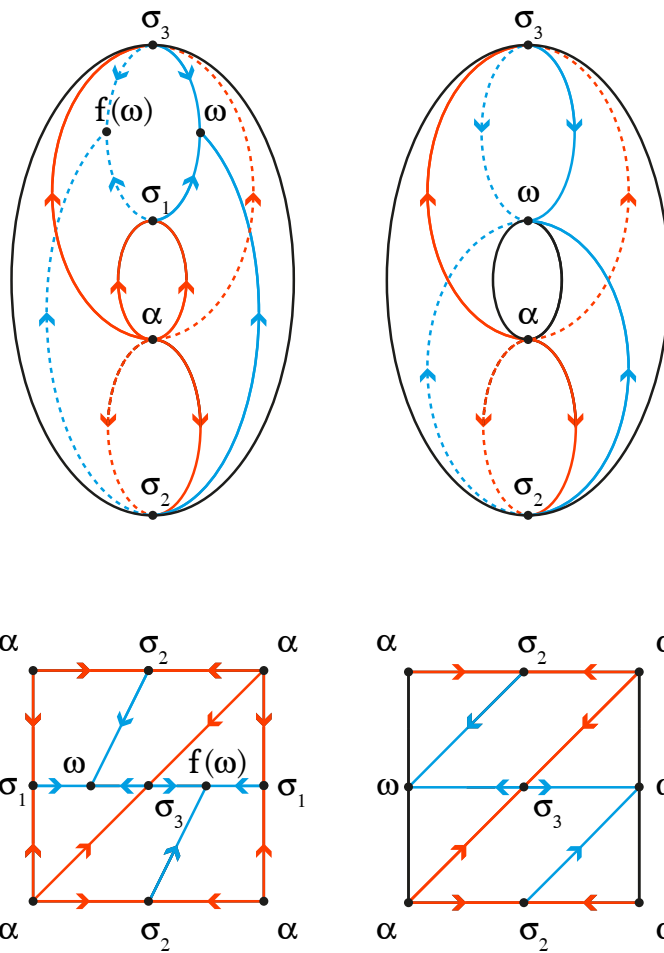 σ₃
f(ω) ω
σ₁
α
σ₂
σ₃
ω
α
σ₂
α σ₂ α
ω f(ω)
σ₁ σ₃ σ₁
α σ₂ α
α σ₂
ω σ₃
α σ₂